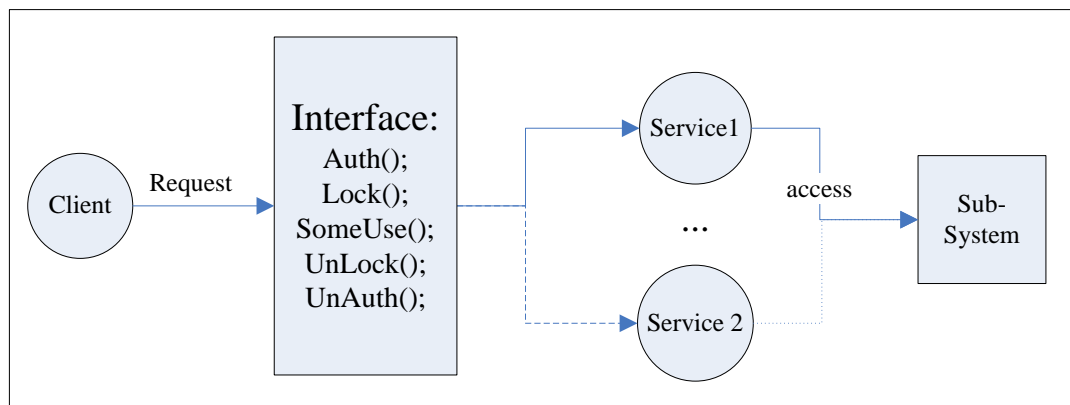 Client
Request
Interface:
Auth();
Lock();
SomeUse();
UnLock();
UnAuth();
Service1
...
Service 2
access
Sub-
System